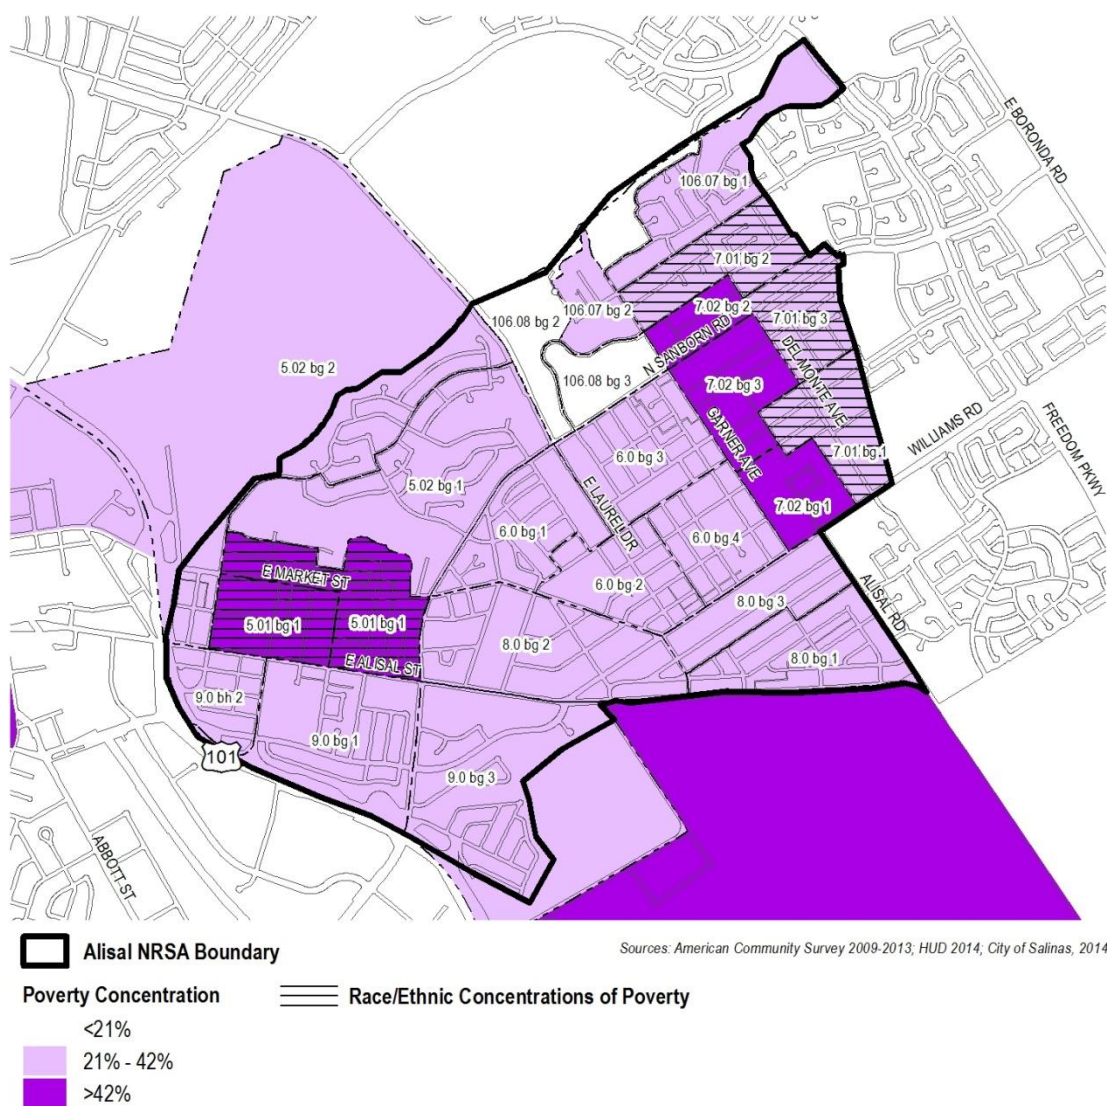 E BORONDA RD
106.07 bg 1
7.01 bg 2
106.07 bg 2
7.02 bg 2
106.08 bg 2
7.01 bg 3
N SANBORN RD
DEL MONTE AVE
5.02 bg 2
106.08 bg 3
7.02 bg 3
GARNER AVE
WILLIAMS RD
FREEDOM PKWY
6.0 bg 3
7.01 bg 1
5.02 bg 1
E LAUREL DR
7.02 bg 1
6.0 bg 1
6.0 bg 4
E MARKET ST
6.0 bg 2
8.0 bg 3
ALISAL RD
5.01 bg 1
5.01 bg 1
8.0 bg 2
8.0 bg 1
E ALISAL ST
9.0 bh 2
9.0 bg 1
101
9.0 bg 3
ABBOTT ST
Alisal NRSA Boundary
Sources: American Community Survey 2009-2013; HUD 2014; City of Salinas, 2014
Poverty Concentration
Race/Ethnic Concentrations of Poverty
<21%
21% - 42%
>42%